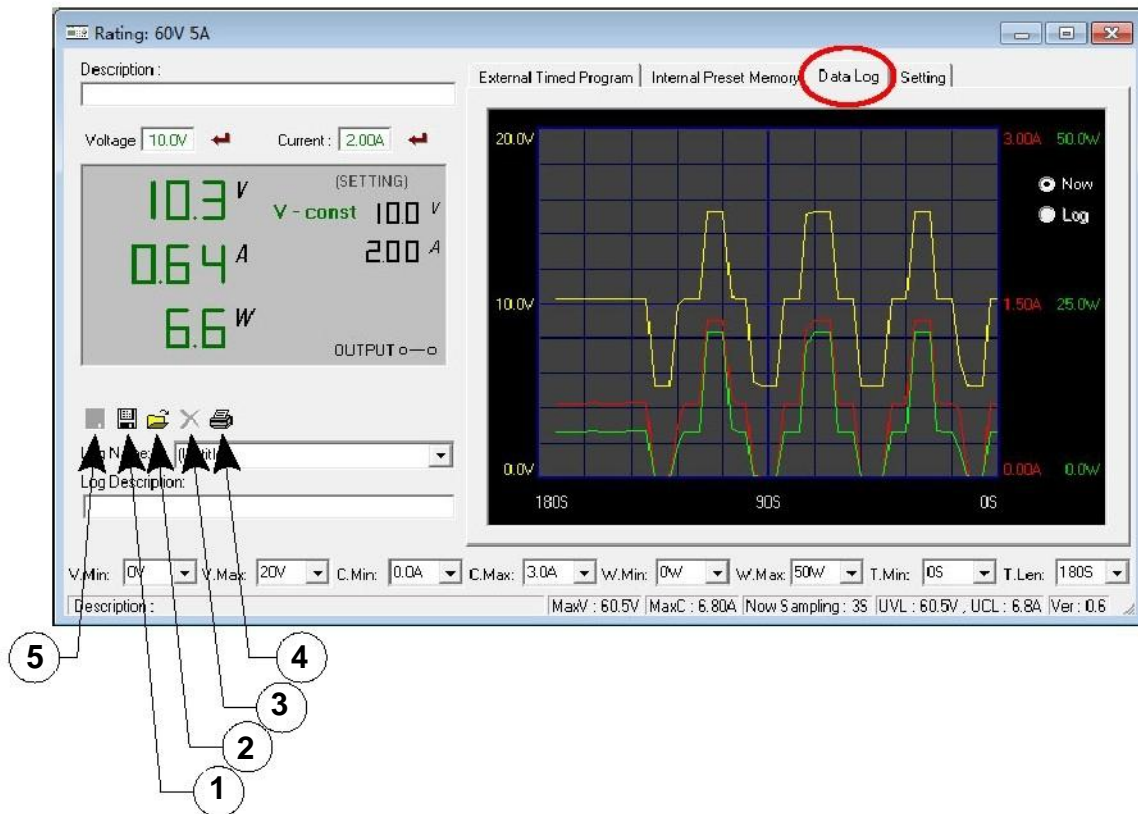 Rating: 60V 5A
Description :
Voltage 10.0V Current : 2.00A
10.3 V
(SETTING)
V - const 10.0 V
0.64 A
2.00 A
6.6 W
OUTPUT
Log Description:
External Timed Program Internal Preset Memory Data Log Setting
20.0V 3.00A 50.0W
Now
Log
10.0V 1.50A 25.0W
0.0V 0.00A 0.0W
180S 90S 0S
V.Min: 0V V.Max: 20V C.Min: 0.0A C.Max: 3.0A W.Min: 0W W.Max: 50W T.Min: 0S T.Len: 180S
Description : MaxV : 60.5V MaxC : 6.80A Now Sampling : 3S UVL : 60.5V , UCL : 6.8A Ver : 0.6
5
4
3
2
1